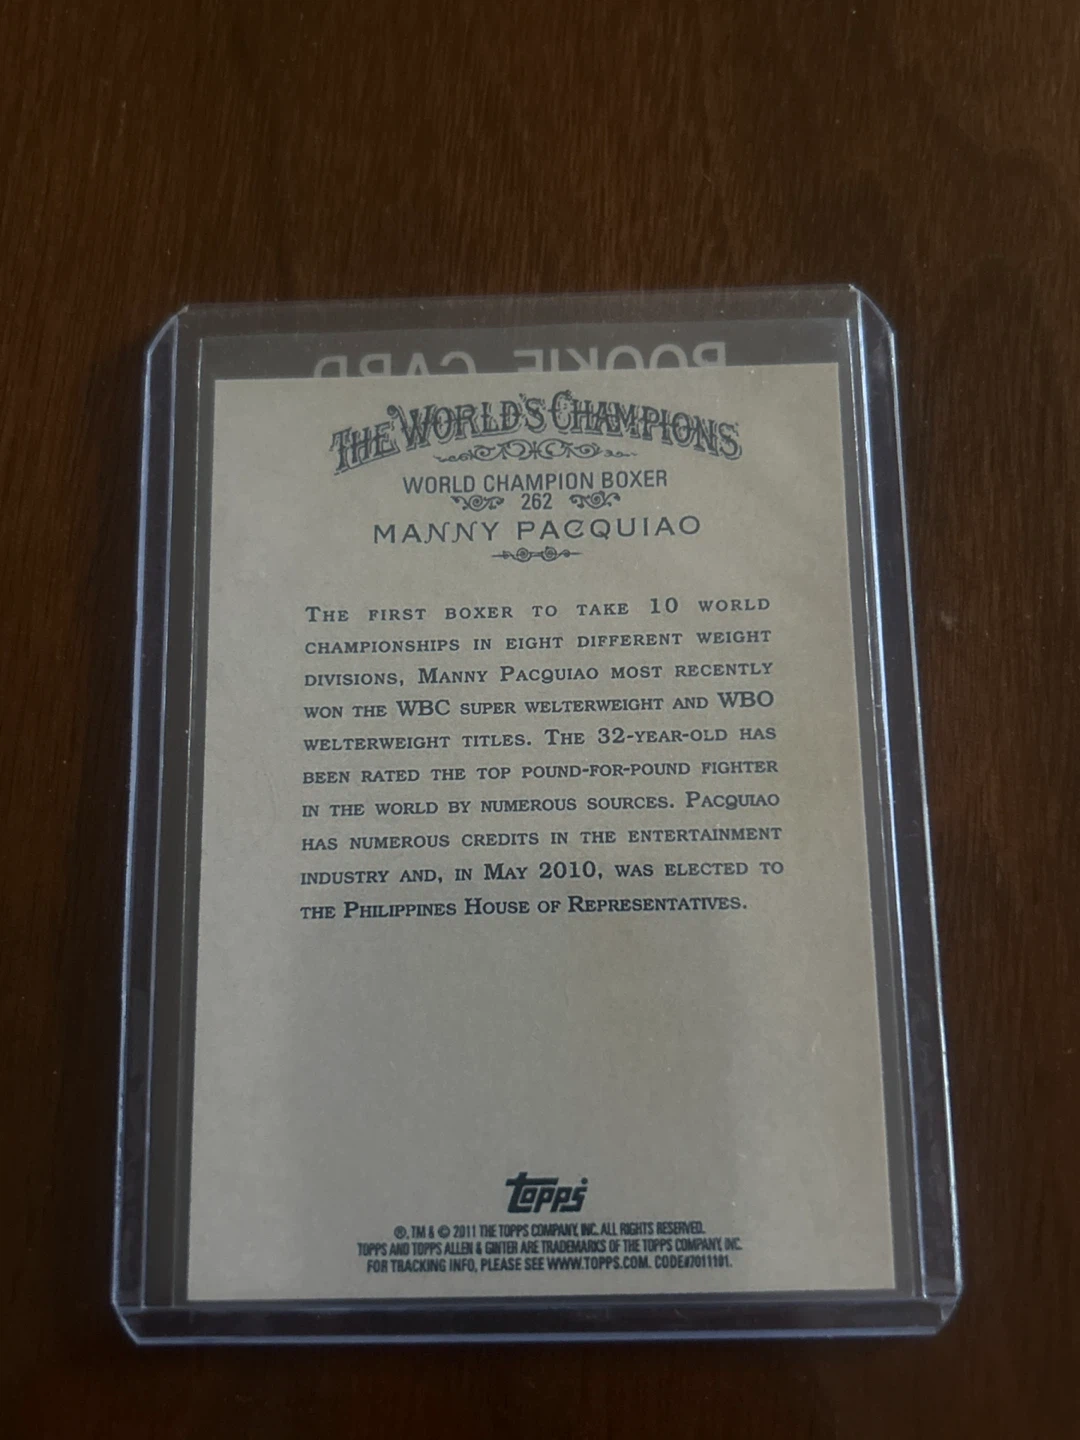 ROOKIE CARD
THE WORLD'S CHAMPIONS
WORLD CHAMPION BOXER
262
MANNY PACQUIAO
THE FIRST BOXER TO TAKE 10 WORLD
CHAMPIONSHIPS IN EIGHT DIFFERENT WEIGHT
DIVISIONS, MANNY PACQUIAO MOST RECENTLY
WON THE WBC SUPER WELTERWEIGHT AND WBO
WELTERWEIGHT TITLES. THE 32-YEAR-OLD HAS
BEEN RATED THE TOP POUND-FOR-POUND FIGHTER
IN THE WORLD BY NUMEROUS SOURCES. PACQUIAO
HAS NUMEROUS CREDITS IN THE ENTERTAINMENT
INDUSTRY AND, IN MAY 2010, WAS ELECTED TO
THE PHILIPPINES HOUSE OF REPRESENTATIVES.
topps
®, TM & © 2011 THE TOPPS COMPANY, INC. ALL RIGHTS RESERVED.
TOPPS AND TOPPS ALLEN & GINTER ARE TRADEMARKS OF THE TOPPS COMPANY, INC.
FOR TRACKING INFO, PLEASE SEE WWW.TOPPS.COM. CODE#7011191.